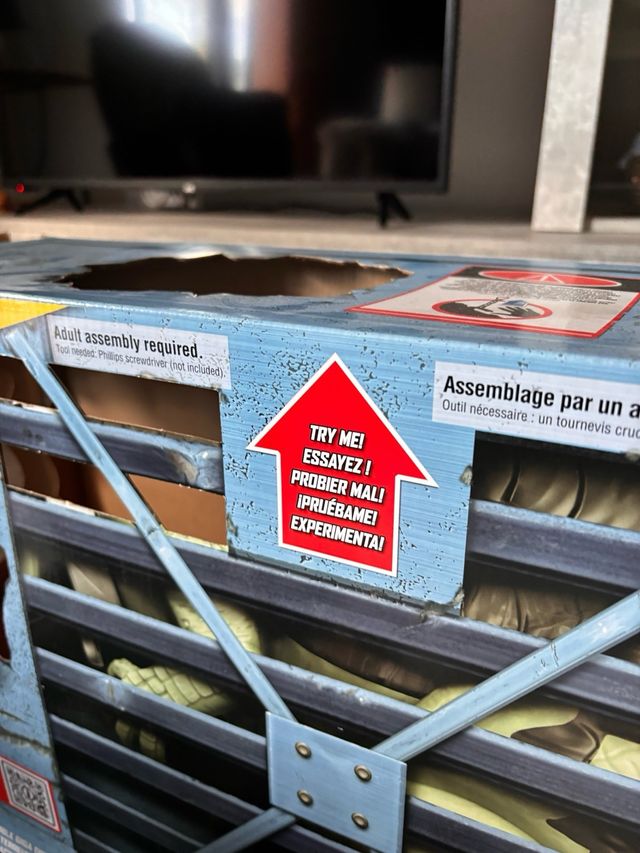 Adult assembly required.
Tool needed: Phillips screwdriver (not included).
TRY ME!
ESSAYEZ !
PROBIER MAL!
¡PRUÉBAME!
EXPERIMENTA!
Assemblage par un a
Outil nécessaire : un tournevis cruc